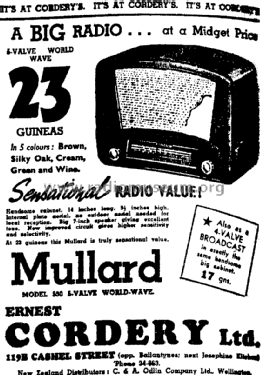 IT'S AT CORDERY'S. IT'S AT CORDERY'S. IT'S AT CORDERY'S
A BIG RADIO . . . at a Midget Price
5-VALVE WORLD
WAVE
23
GUINEAS
In 5 colours: Brown,
Silky Oak, Cream,
Green and Wine.
Sensational RADIO VALUE!
Handsome cabinet, 14 inches long, 9½ inches high.
Internal plate aerial, no outdoor aerial needed for
local reception. Big 7-inch speaker giving excellent
tone. New improved circuit gives higher sensitivity
and selectivity.
At 23 guineas this Mullard is truly sensational value.
★ Also as a
4-VALVE
BROADCAST
in exactly the
same handsome
big cabinet.
17 gns.
Mullard
MODEL 5-VALVE WORLD-WAVE.
ERNEST
CORDERY Ltd.
119B CASHEL STREET (opp. Ballantynes; next Josephine Kitchen)
'Phone 34-863.
New Zealand Distributors: C. & A. Odlin Company Ltd., Wellington.